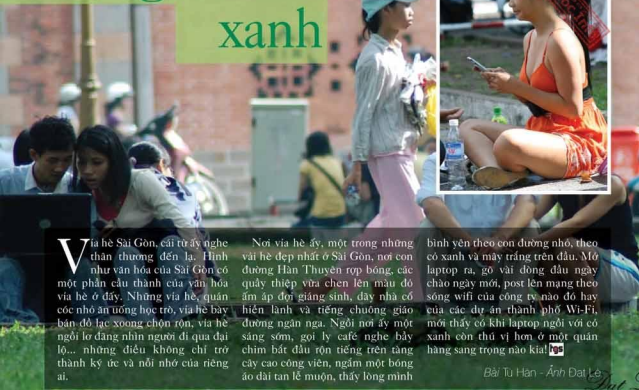 xanh
Vỉa hè Sài Gòn, cái từ ấy nghe
thân thương đến lạ. Hình
như văn hóa của Sài Gòn có
một phần cấu thành của văn hóa
vỉa hè ở đấy. Những vỉa hè, quán
cóc nhỏ ăn uống học trò, vỉa hè bày
bán đồ lạc xoong chộn rộn, vỉa hè
ngồi lơ đãng nhìn người đi qua đại
lộ... những điều không chỉ trở
thành ký ức và nỗi nhớ của riêng
ai.
Nơi vỉa hè ấy, một trong những
vài hè đẹp nhất ở Sài Gòn, nơi con
đường Hàn Thuyên rợp bóng, các
quầy thiệp vừa chen lên màu đỏ
ấm áp đợi giáng sinh, dãy nhà cổ
hiền lành và tiếng chuông giáo
đường ngân nga. Ngồi nơi ấy một
sáng sớm, gọi ly café nghe bầy
chim bắt đầu rộn tiếng trên tàng
cây cao công viên, ngắm một bóng
áo dài tan lễ muộn, thấy lòng mình
bình yên theo con đường nhỏ, theo
cỏ xanh và mây trắng trên đầu. Mở
laptop ra, gõ vài dòng đầu ngày
chào ngày mới, post lên mạng theo
sóng wifi của công ty nào đó hay
của các dự án thành phố Wi-Fi,
mới thấy có khi laptop ngồi với cỏ
xanh còn thú vị hơn ở một quán
hàng sang trọng nào kia!
Bài Tú Hàn - Ảnh Đạt Lê